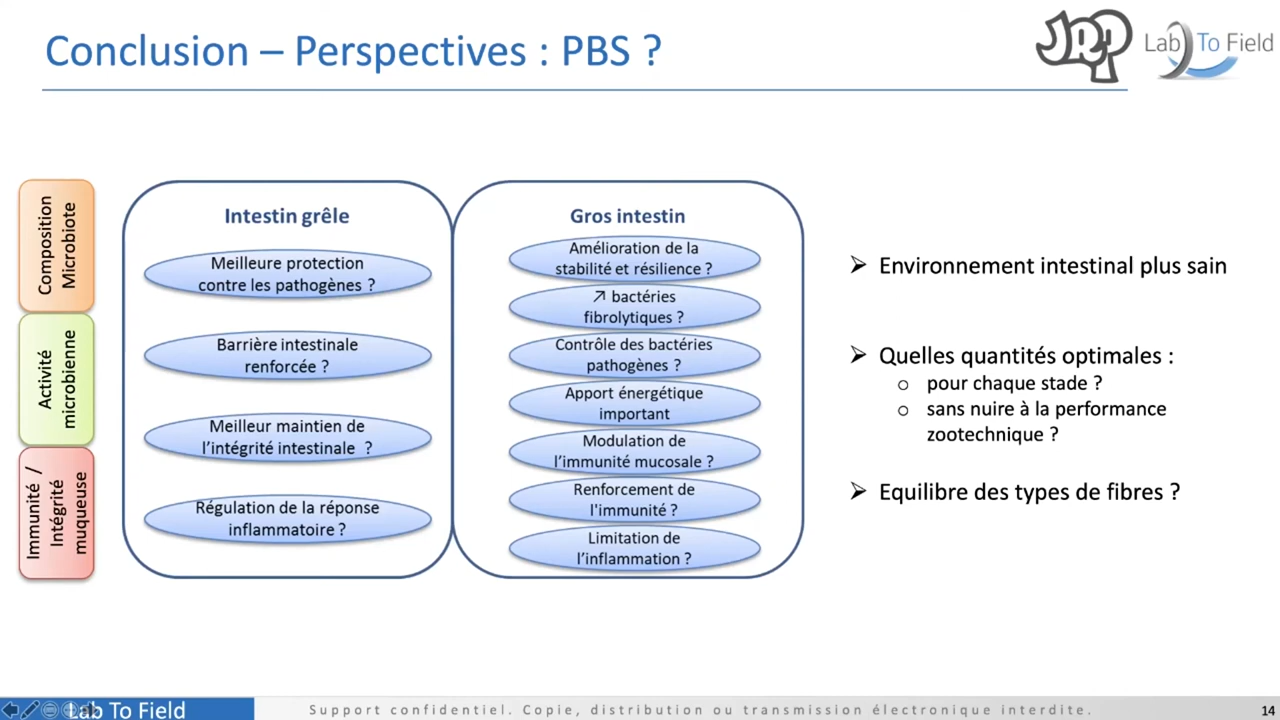 Conclusion – Perspectives : PBS ?
JRP
Lab To Field
Composition
Microbiote
Activité
microbienne
Immunité /
Intégrité
muqueuse
Intestin grêle
Meilleure protection
contre les pathogènes ?
Barrière intestinale
renforcée ?
Meilleur maintien de
l’intégrité intestinale ?
Régulation de la réponse
inflammatoire ?
Gros intestin
Amélioration de la
stabilité et résilience ?
↗ bactéries
fibrolytiques ?
Contrôle des bactéries
pathogènes ?
Apport énergétique
important
Modulation de
l’immunité mucosale ?
Renforcement de
l'immunité ?
Limitation de
l’inflammation ?
➢ Environnement intestinal plus sain
➢ Quelles quantités optimales :
o pour chaque stade ?
o sans nuire à la performance
zootechnique ?
➢ Equilibre des types de fibres ?
Lab To Field
Support confidentiel. Copie, distribution ou transmission électronique interdite.
14